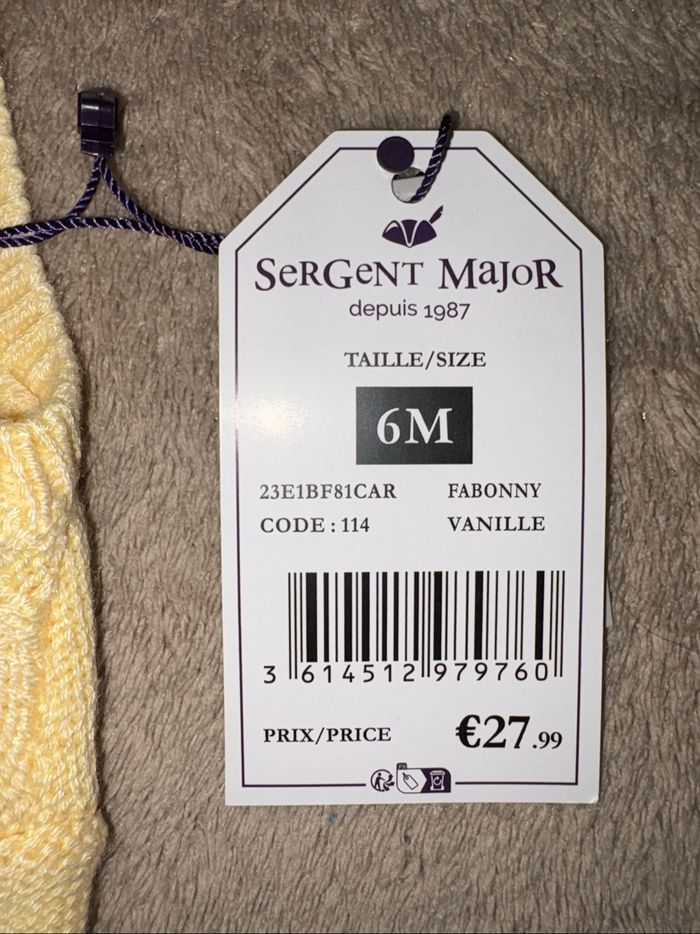 SERGENT MAJOR
depuis 1987
TAILLE/SIZE
6M
23E1BF81CAR FABONNY
CODE : 114 VANILLE
3 614512 979760
PRIX/PRICE €27.99